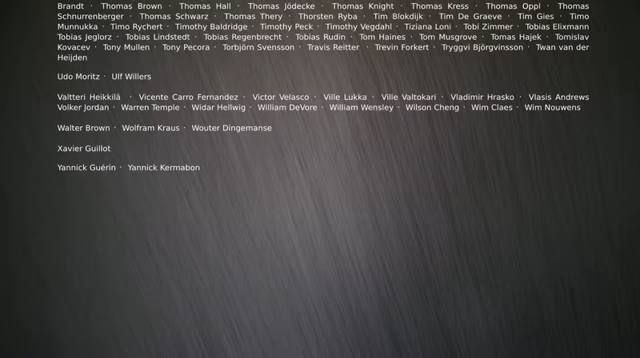 Brandt · Thomas Brown · Thomas Hall · Thomas Jödecke · Thomas Knight · Thomas Kress · Thomas Oppl · Thomas
Schnurrenberger · Thomas Schwarz · Thomas Thery · Thorsten Ryba · Tim Blokdijk · Tim De Graeve · Tim Gies · Timo
Munnukka · Timo Rychert · Timothy Baldridge · Timothy Peck · Timothy Vegdahl · Tiziana Loni · Tobi Zimmer · Tobias Elixmann
Tobias Jeglorz · Tobias Lindstedt · Tobias Regenbrecht · Tobias Rudin · Tom Haines · Tom Musgrove · Tomas Hajek · Tomislav
Kovacev · Tony Mullen · Tony Pecora · Torbjörn Svensson · Travis Reitter · Trevin Forkert · Tryggvi Björgvinsson · Twan van der
Heijden
Udo Moritz · Ulf Willers
Valtteri Heikkilä · Vicente Carro Fernandez · Victor Velasco · Ville Lukka · Ville Valtokari · Vladimir Hrasko · Vlasis Andrews
Volker Jordan · Warren Temple · Widar Hellwig · William DeVore · William Wensley · Wilson Cheng · Wim Claes · Wim Nouwens
Walter Brown · Wolfram Kraus · Wouter Dingemanse
Xavier Guillot
Yannick Guérin · Yannick Kermabon